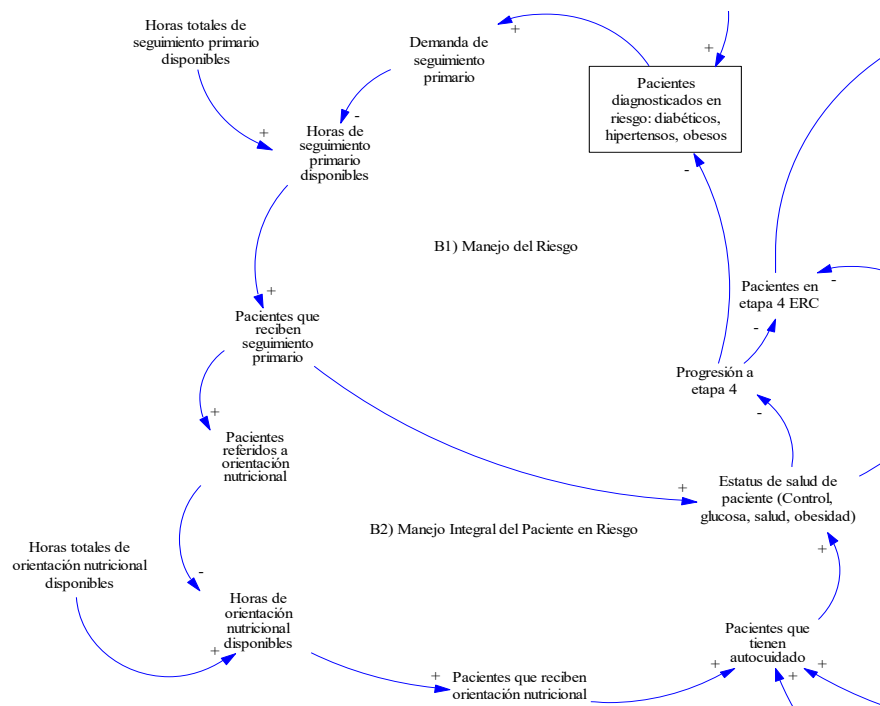 Horas totales de
seguimiento primario
disponibles
Demanda de
seguimiento
primario
+
+
Pacientes
diagnosticados en
riesgo: diabéticos,
hipertensos, obesos
-
+
Horas de
seguimiento
primario
disponibles
-
B1) Manejo del Riesgo
+
Pacientes que
reciben
seguimiento
primario
-
Pacientes en
etapa 4 ERC
-
Progresión a
etapa 4
-
+
Pacientes
referidos a
orientación
nutricional
+
Estatus de salud de
paciente (Control,
glucosa, salud, obesidad)
B2) Manejo Integral del Paciente en Riesgo
Horas totales de
orientación nutricional
disponibles
+
-
Horas de
orientación
nutricional
disponibles
+
Pacientes que
tienen
autocuidado
+
Pacientes que reciben
orientación nutricional
+
+
+